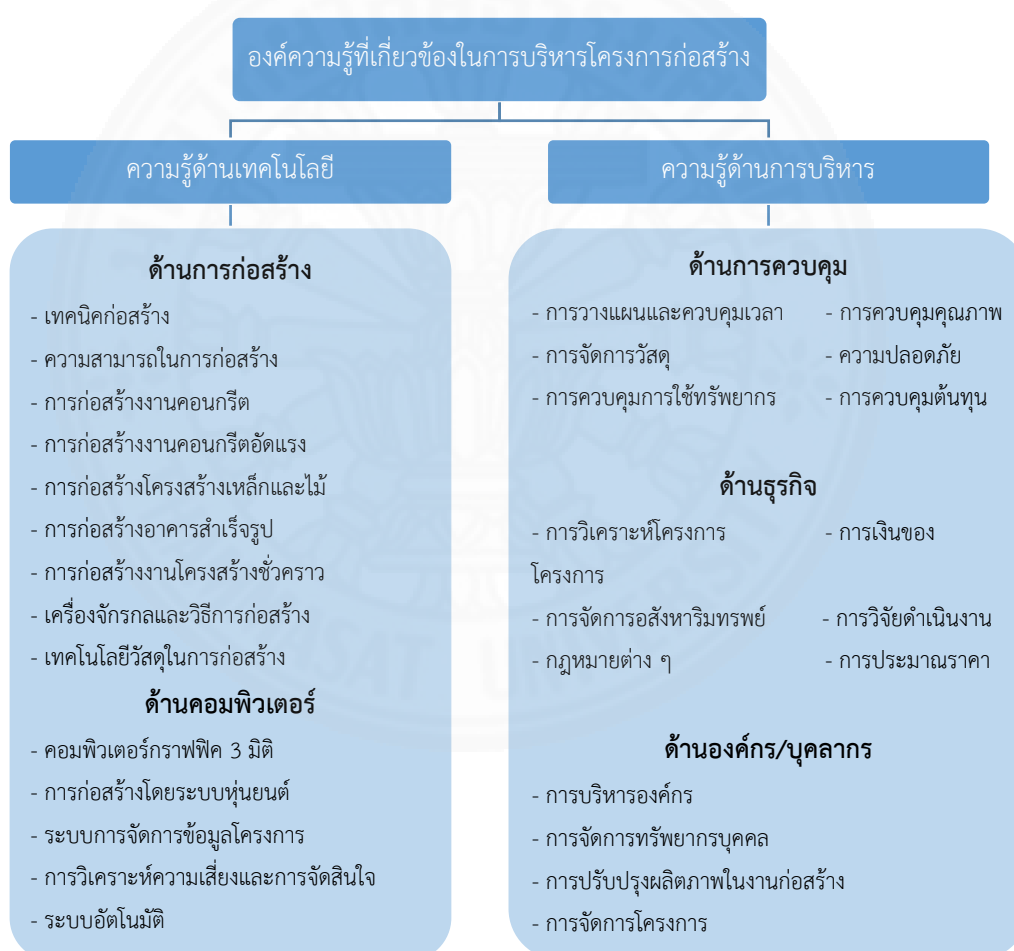 องค์ความรู้ที่เกี่ยวข้องในการบริหารโครงการก่อสร้าง
ความรู้ด้านเทคโนโลยี
ด้านการก่อสร้าง
- เทคนิคก่อสร้าง
- ความสามารถในการก่อสร้าง
- การก่อสร้างงานคอนกรีต
- การก่อสร้างงานคอนกรีตอัดแรง
- การก่อสร้างโครงสร้างเหล็กและไม้
- การก่อสร้างอาคารสำเร็จรูป
- การก่อสร้างงานโครงสร้างชั่วคราว
- เครื่องจักรกลและวิธีการก่อสร้าง
- เทคโนโลยีวัสดุในการก่อสร้าง
ด้านคอมพิวเตอร์
- คอมพิวเตอร์กราฟฟิค 3 มิติ
- การก่อสร้างโดยระบบหุ่นยนต์
- ระบบการจัดการข้อมูลโครงการ
- การวิเคราะห์ความเสี่ยงและการจัดสินใจ
- ระบบอัตโนมัติ
ความรู้ด้านการบริหาร
ด้านการควบคุม
- การวางแผนและควบคุมเวลา - การควบคุมคุณภาพ
- การจัดการวัสดุ - ความปลอดภัย
- การควบคุมการใช้ทรัพยากร - การควบคุมต้นทุน
ด้านธุรกิจ
- การวิเคราะห์โครงการ - การเงินของ
โครงการ
- การจัดการอสังหาริมทรพย์ - การวิจัยดำเนินงาน
- กฎหมายต่าง ๆ - การประมาณราคา
ด้านองค์กร/บุคลากร
- การบริหารองค์กร
- การจัดการทรัพยากรบุคคล
- การปรับปรุงผลิตภาพในงานก่อสร้าง
- การจัดการโครงการ